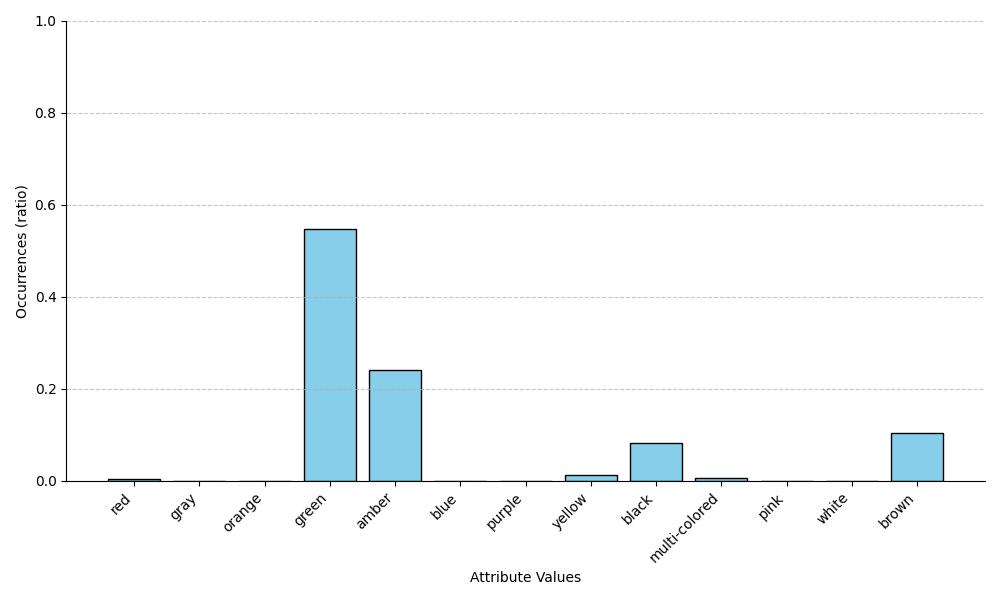 Occurrences (ratio)
1.0
0.8
0.6
0.4
0.2
0.0
red
gray
orange
green
amber
blue
purple
yellow
black
multi-colored
pink
white
brown
Attribute Values